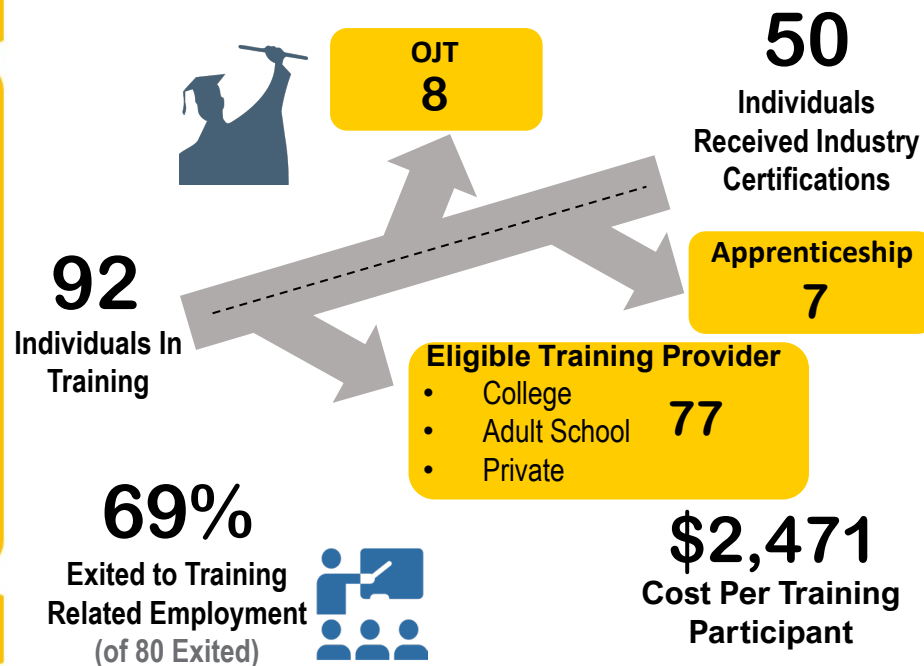 OJT
8
50
Individuals
Received Industry
Certifications
92
Individuals In
Training
Apprenticeship
7
Eligible Training Provider
• College
• Adult School
• Private
77
69%
Exited to Training
Related Employment
(of 80 Exited)
$2,471
Cost Per Training
Participant